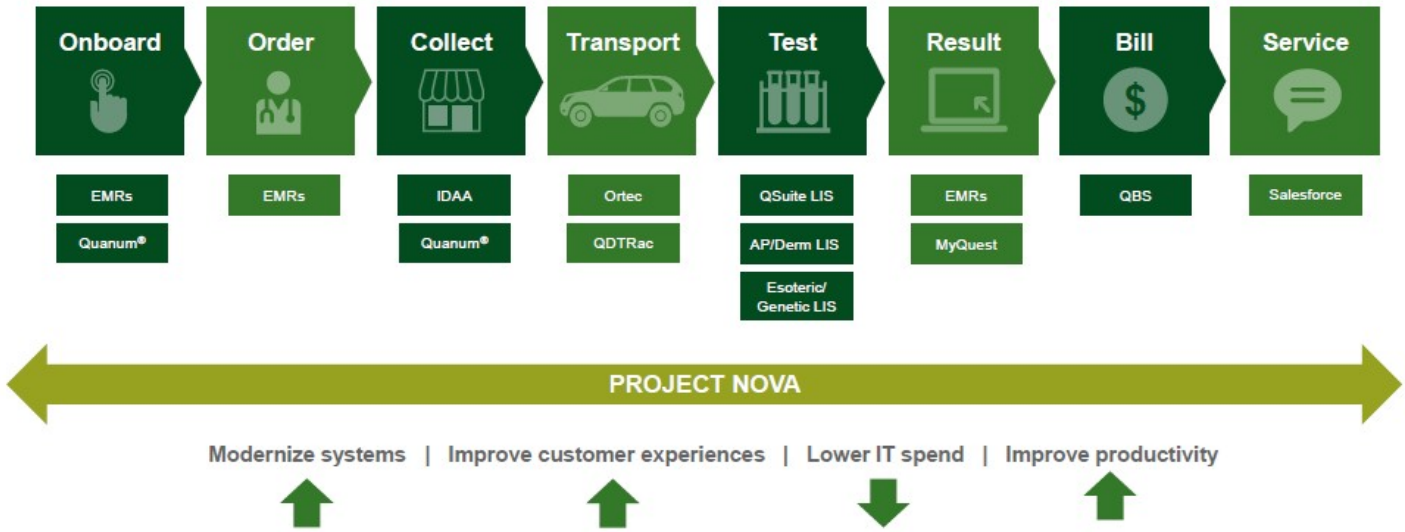 Onboard
Order
Collect
Transport
Test
Result
Bill
Service
$
EMRs
EMRs
IDAA
Ortec
QSuite LIS
EMRs
QBS
Salesforce
Quanum®
Quanum®
QDTRac
AP/Derm LIS
MyQuest
Esoteric/
Genetic LIS
PROJECT NOVA
Modernize systems | Improve customer experiences | Lower IT spend | Improve productivity